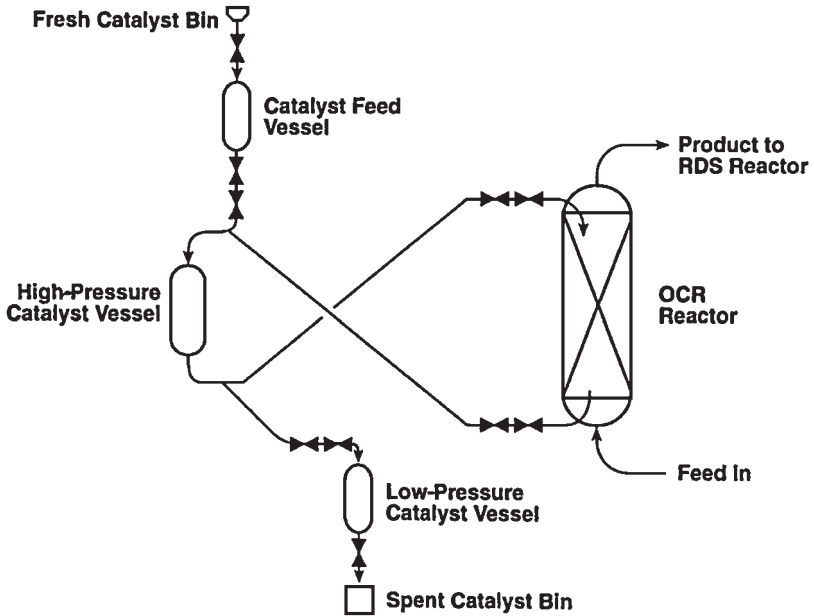 Fresh Catalyst Bin
Catalyst Feed
Vessel
Product to
RDS Reactor
High-Pressure
Catalyst Vessel
OCR
Reactor
Feed in
Low-Pressure
Catalyst Vessel
Spent Catalyst Bin